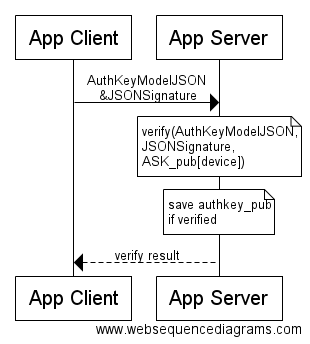 App Client
App Server
AuthKeyModelJSON
&JSONSignature
verify(AuthKeyModelJSON,
JSONSignature,
ASK_pub[device])
save authkey_pub
if verified
verify result
App Client
App Server
www.websequencediagrams.com